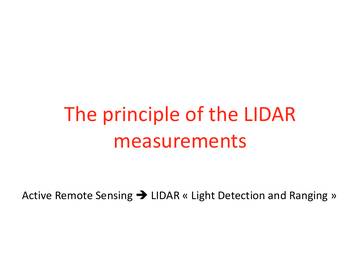 The principle of the LIDAR
measurements
Active Remote Sensing ➔ LIDAR « Light Detection and Ranging »